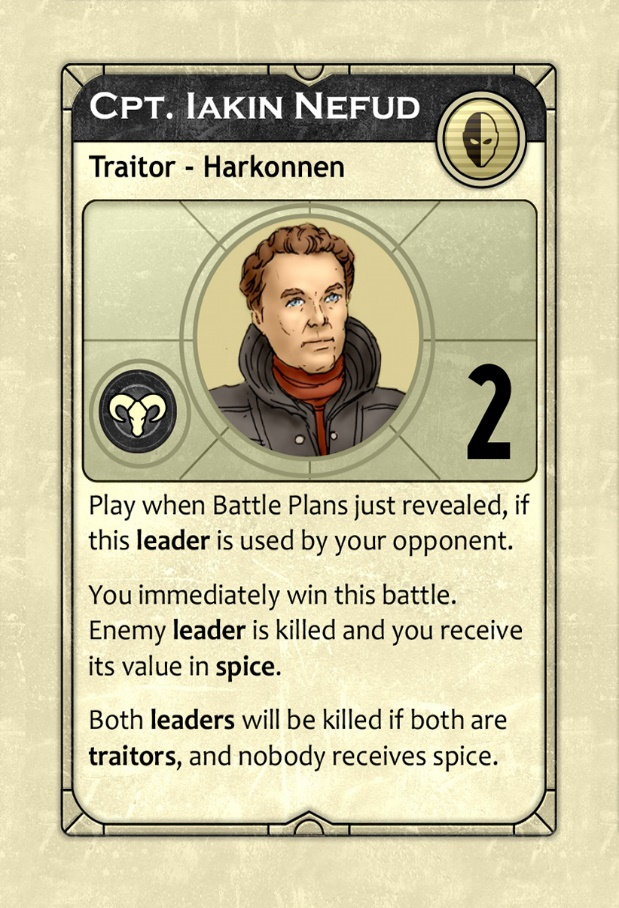 Cpt. Iakin Nefud
Traitor - Harkonnen
2
Play when Battle Plans just revealed, if
this leader is used by your opponent.
You immediately win this battle.
Enemy leader is killed and you receive
its value in spice.
Both leaders will be killed if both are
traitors, and nobody receives spice.